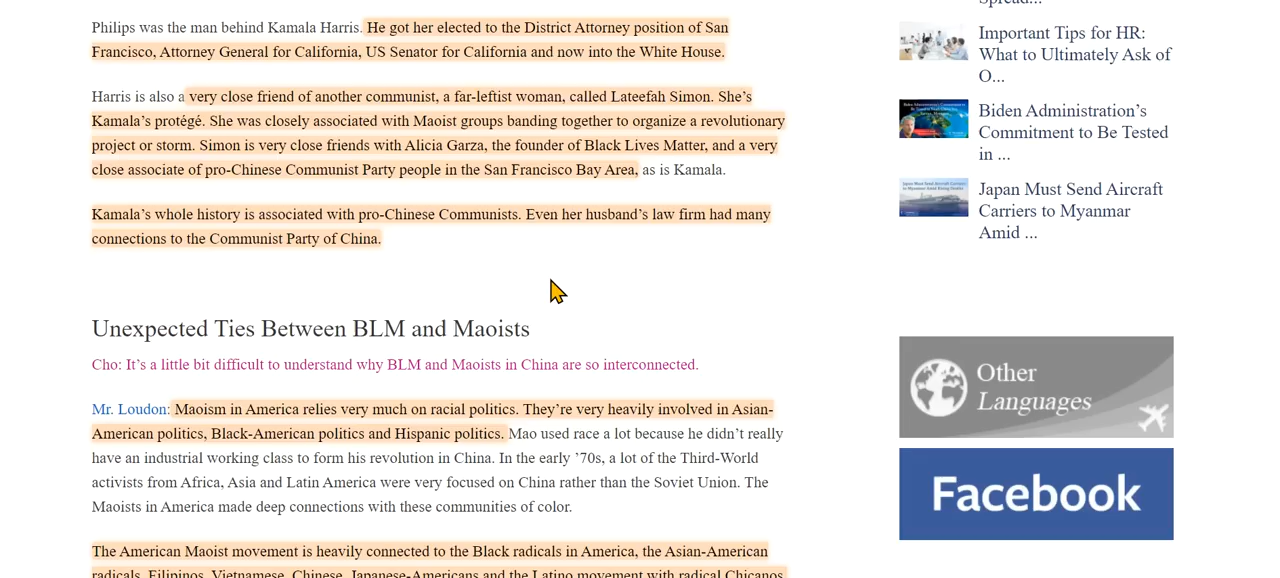 Philips was the man behind Kamala Harris. He got her elected to the District Attorney position of San
Francisco, Attorney General for California, US Senator for California and now into the White House.
Harris is also a very close friend of another communist, a far-leftist woman, called Lateefah Simon. She’s
Kamala’s protégé. She was closely associated with Maoist groups banding together to organize a revolutionary
project or storm. Simon is very close friends with Alicia Garza, the founder of Black Lives Matter, and a very
close associate of pro-Chinese Communist Party people in the San Francisco Bay Area, as is Kamala.
Kamala’s whole history is associated with pro-Chinese Communists. Even her husband’s law firm had many
connections to the Communist Party of China.
Unexpected Ties Between BLM and Maoists
Cho: It’s a little bit difficult to understand why BLM and Maoists in China are so interconnected.
Mr. Loudon: Maoism in America relies very much on racial politics. They’re very heavily involved in Asian-
American politics, Black-American politics and Hispanic politics. Mao used race a lot because he didn’t really
have an industrial working class to form his revolution in China. In the early ’70s, a lot of the Third-World
activists from Africa, Asia and Latin America were very focused on China rather than the Soviet Union. The
Maoists in America made deep connections with these communities of color.
The American Maoist movement is heavily connected to the Black radicals in America, the Asian-American
radicals, Filipinos, Vietnamese, Chinese, Japanese-Americans and the Latino movement with radical Chicanos
Spread...
Important Tips for HR:
What to Ultimately Ask of
O...
Biden Administration’s
Commitment to Be Tested
in ...
Japan Must Send Aircraft
Carriers to Myanmar
Amid ...
Other
Languages
Facebook